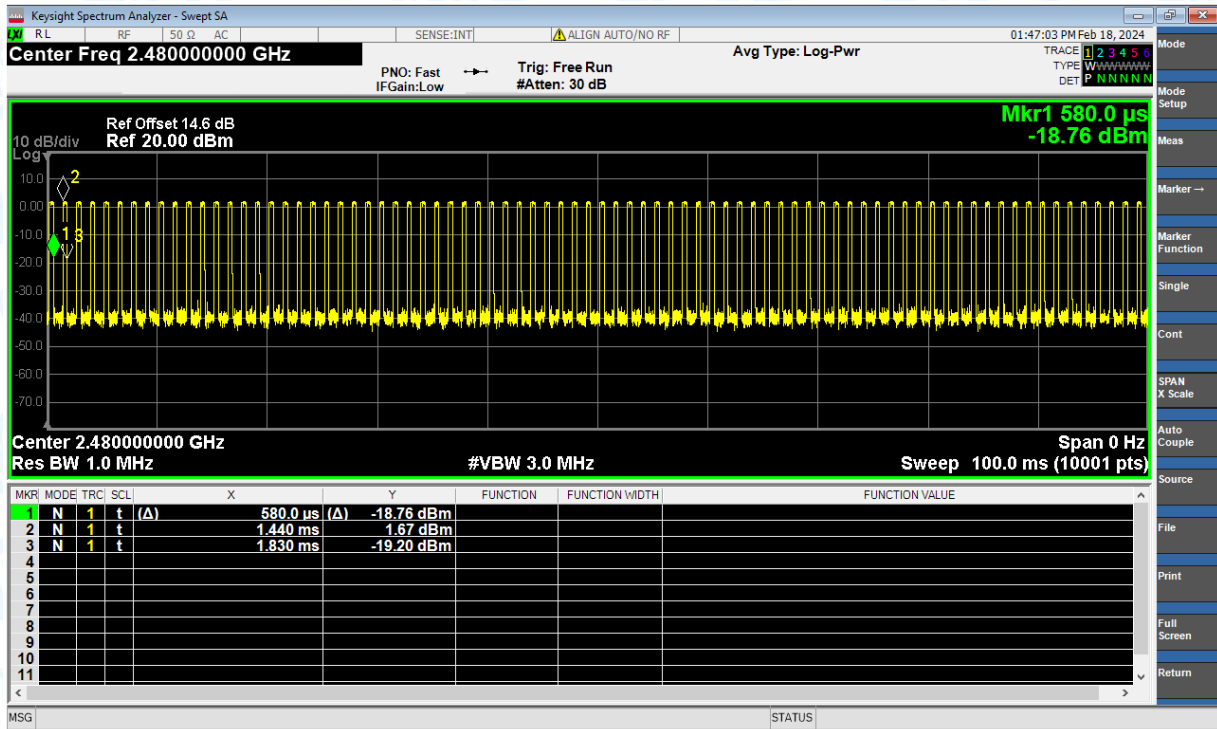 Keysight Spectrum Analyzer - Swept SA
LXI RL RF 50 Ω AC SENSE:INT ALIGN AUTO/NO RF 01:47:03 PM Feb 18, 2024
Center Freq 2.480000000 GHz
PNO: Fast
IFGain:Low
Trig: Free Run
#Atten: 30 dB
Avg Type: Log-Pwr
TRACE 1 2 3 4 5 6
TYPE WWWWWW
DET P N N N N N
Mkr1 580.0 µs
-18.76 dBm
Ref Offset 14.6 dB
10 dB/div Ref 20.00 dBm
Log
10.0
0.00
-10.0
-20.0
-30.0
-40.0
-50.0
-60.0
-70.0
2
1 3
Center 2.480000000 GHz Span 0 Hz
Res BW 1.0 MHz #VBW 3.0 MHz Sweep 100.0 ms (10001 pts)
MKR MODE TRC SCL X Y FUNCTION FUNCTION WIDTH FUNCTION VALUE
1 N 1 t (Δ) 580.0 µs (Δ) -18.76 dBm
2 N 1 t 1.440 ms 1.67 dBm
3 N 1 t 1.830 ms -19.20 dBm
4
5
6
7
8
9
10
11
MSG STATUS
Mode
Mode
Setup
Meas
Marker →
Marker
Function
Single
Cont
SPAN
X Scale
Auto
Couple
Source
File
Print
Full
Screen
Return